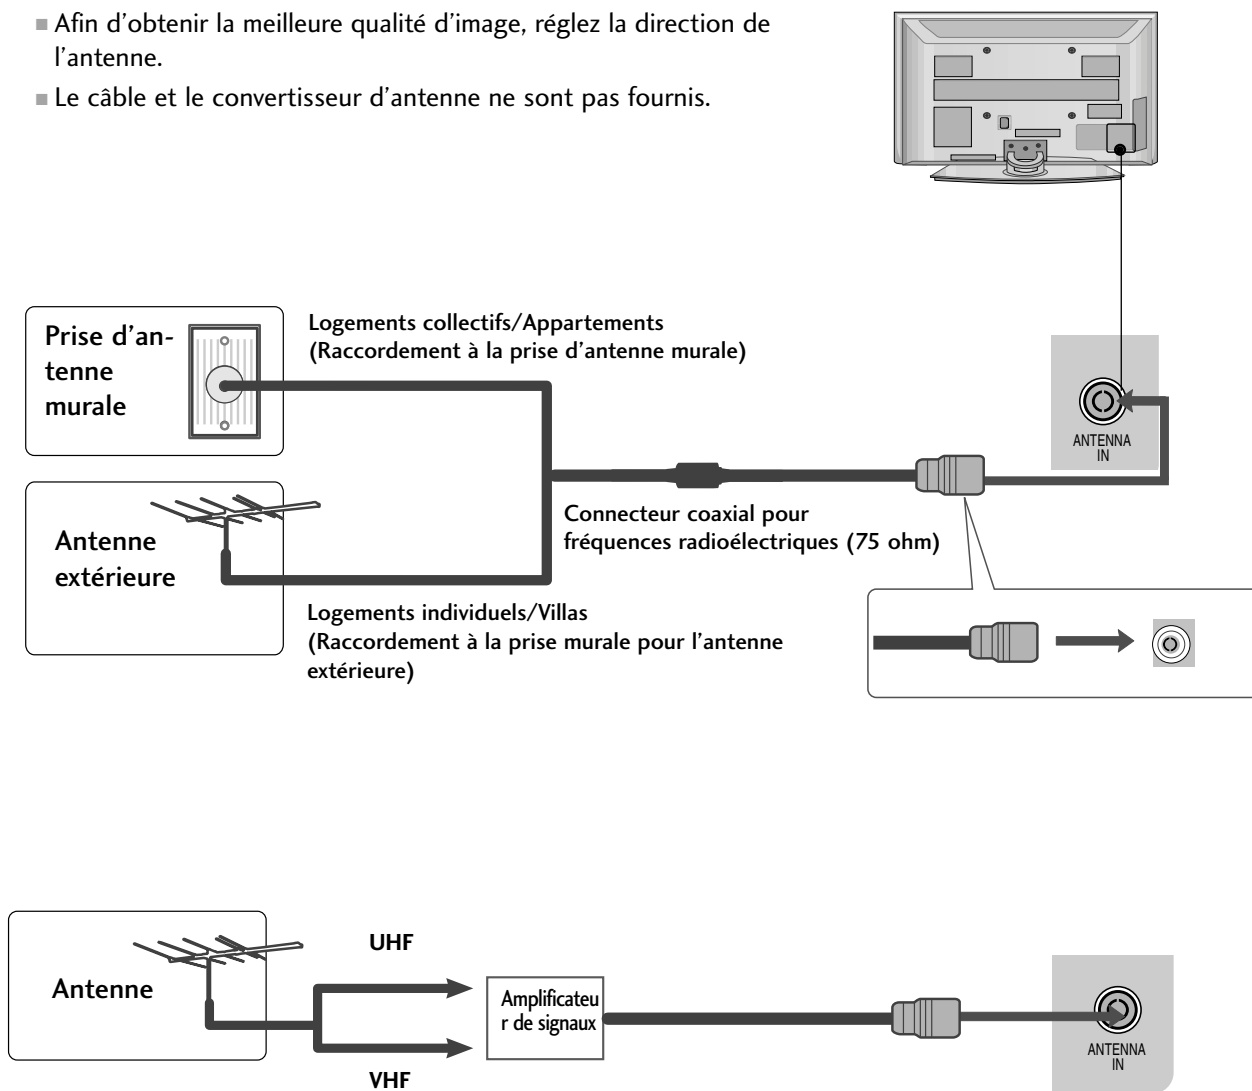 Afin d’obtenir la meilleure qualité d’image, réglez la direction de
l’antenne.
Le câble et le convertisseur d’antenne ne sont pas fournis.
Prise d’an-
tenne
murale
Logements collectifs/Appartements
(Raccordement à la prise d’antenne murale)
ANTENNA
IN
Antenne
extérieure
Connecteur coaxial pour
fréquences radioélectriques (75 ohm)
Logements individuels/Villas
(Raccordement à la prise murale pour l’antenne
extérieure)
Antenne
UHF
VHF
Amplificateu
r de signaux
ANTENNA
IN